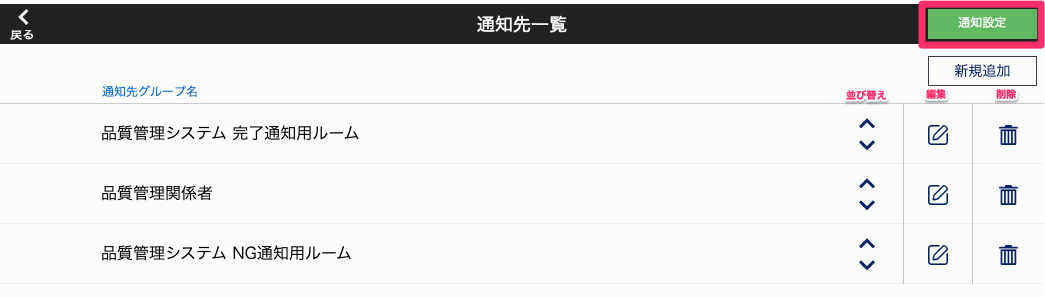 戻る
通知先一覧
通知設定
新規追加
通知先グループ名
並び替え
編集
削除
品質管理システム 完了通知用ルーム
品質管理関係者
品質管理システム NG通知用ルーム